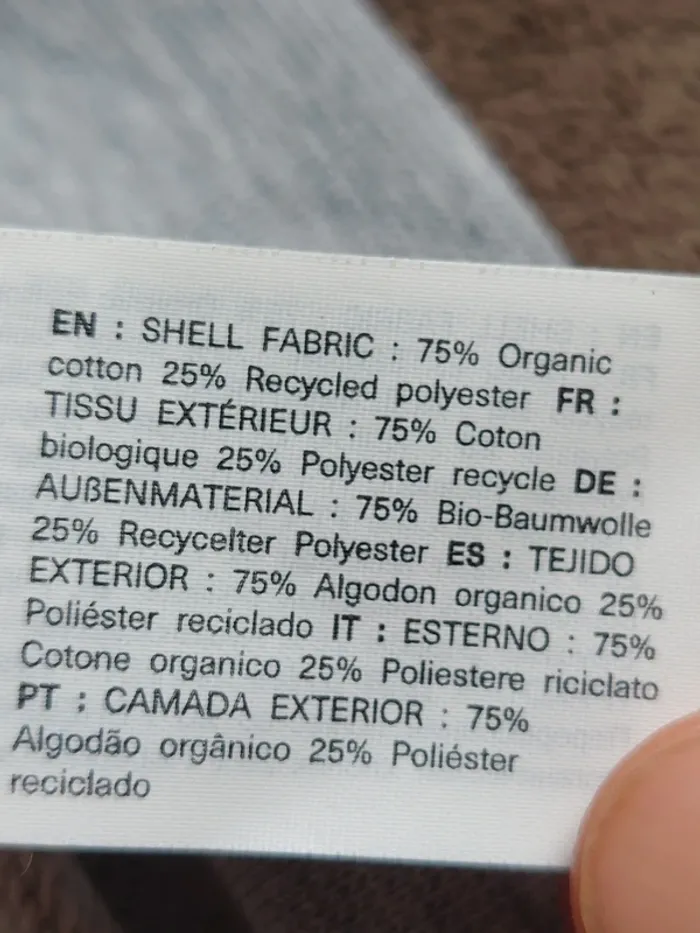 EN : SHELL FABRIC : 75% Organic
cotton 25% Recycled polyester FR :
TISSU EXTÉRIEUR : 75% Coton
biologique 25% Polyester recycle DE :
AUßENMATERIAL : 75% Bio-Baumwolle
25% Recycelter Polyester ES : TEJIDO
EXTERIOR : 75% Algodon organico 25%
Poliéster reciclado IT : ESTERNO : 75%
Cotone organico 25% Poliestere riciclato
PT : CAMADA EXTERIOR : 75%
Algodão orgânico 25% Poliéster
reciclado